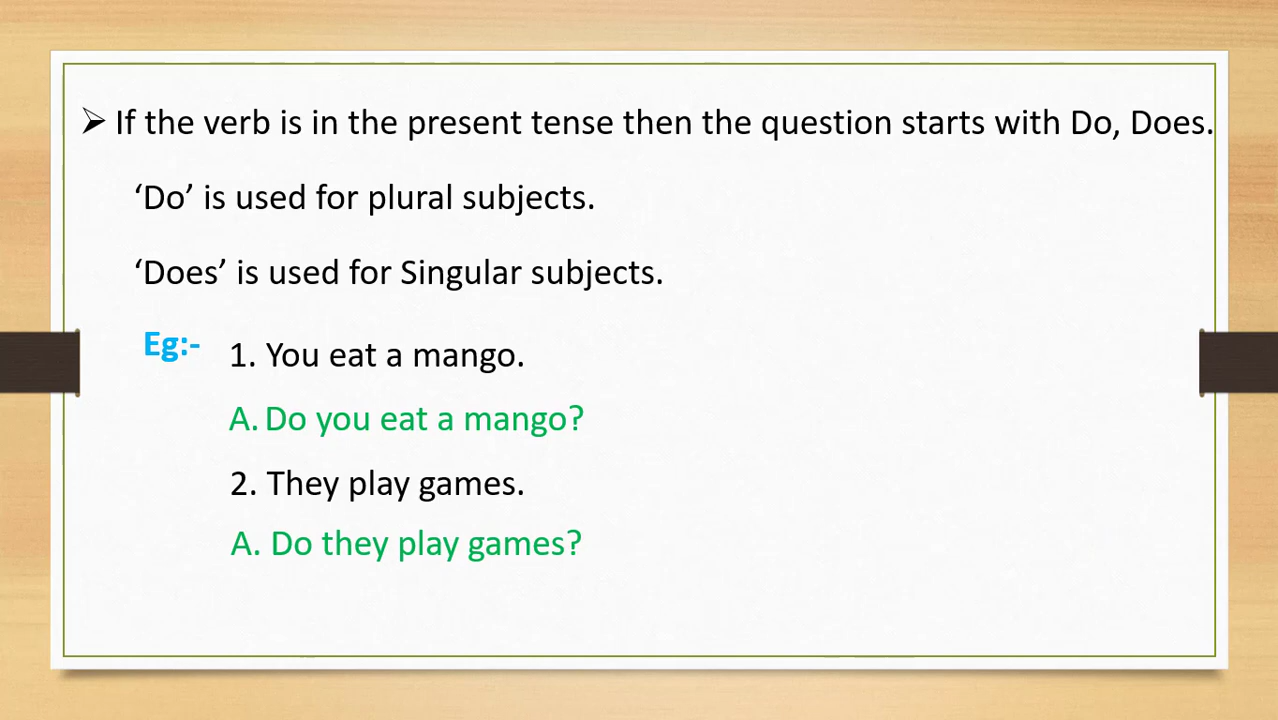 ➢ If the verb is in the present tense then the question starts with Do, Does.
‘Do’ is used for plural subjects.
‘Does’ is used for Singular subjects.
Eg:- 1. You eat a mango.
A. Do you eat a mango?
2. They play games.
A. Do they play games?